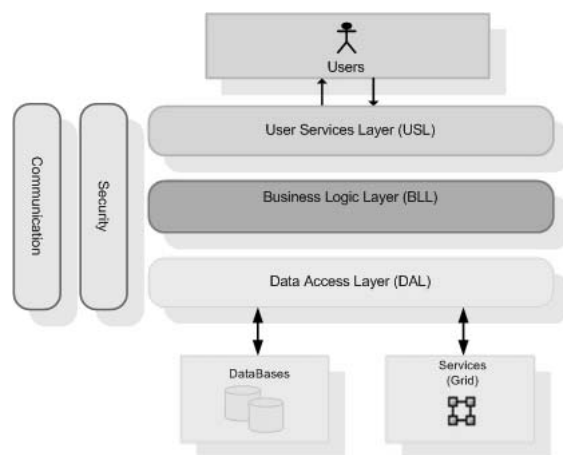 Users
User Services Layer (USL)
Communication
Security
Business Logic Layer (BLL)
Data Access Layer (DAL)
DataBases
Services
(Grid)